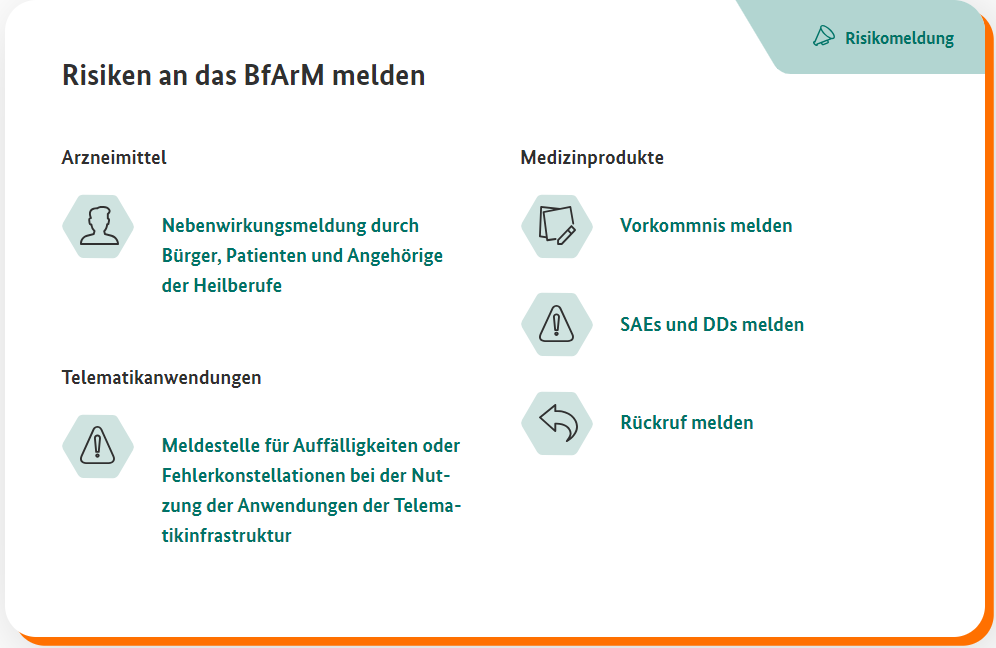 Risikomeldung
Risiken an das BfArM melden
Arzneimittel
Nebenwirkungsmeldung durch
Bürger, Patienten und Angehörige
der Heilberufe
Telematikanwendungen
Meldestelle für Auffälligkeiten oder
Fehlerkonstellationen bei der Nut-
zung der Anwendungen der Telema-
tikinfrastruktur
Medizinprodukte
Vorkommnis melden
SAEs und DDs melden
Rückruf melden